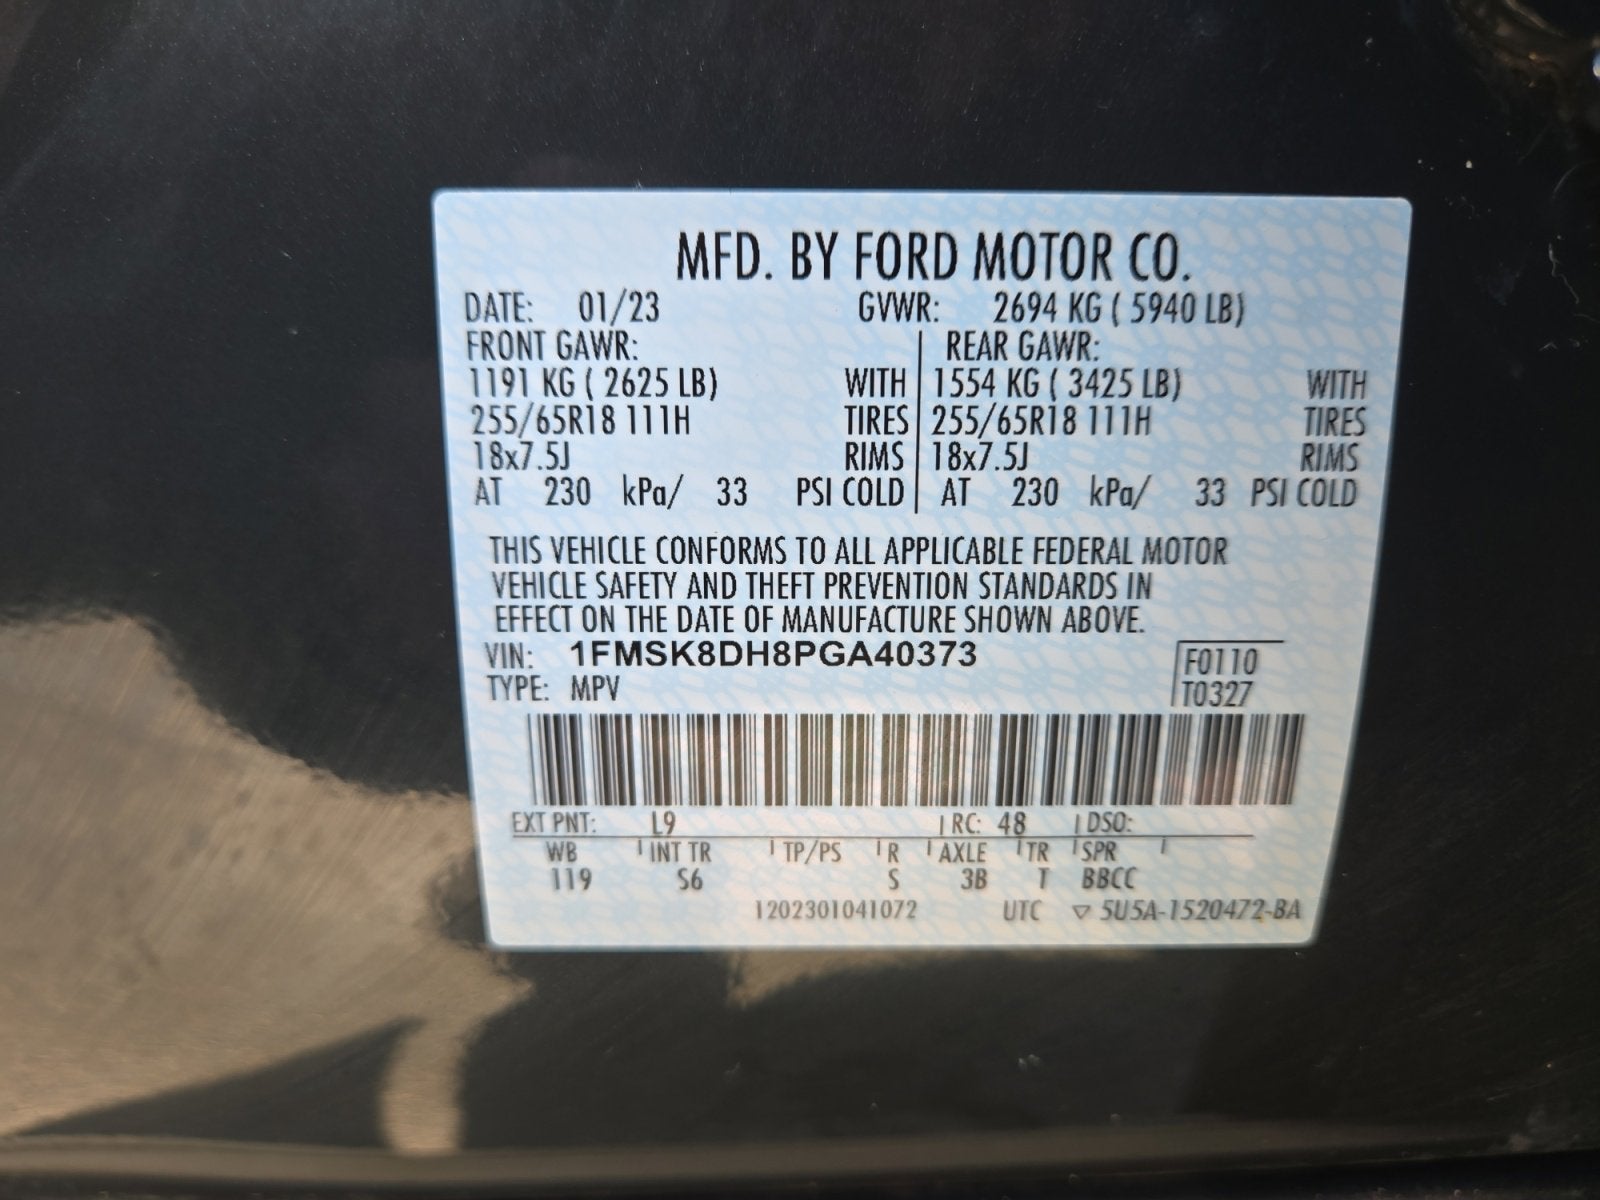 MFD. BY FORD MOTOR CO.
DATE: 01/23 GVWR: 2694 KG ( 5940 LB)
FRONT GAWR: REAR GAWR:
1191 KG ( 2625 LB) WITH 1554 KG ( 3425 LB) WITH
255/65R18 111H TIRES 255/65R18 111H TIRES
18x7.5J RIMS 18x7.5J RIMS
AT 230 kPa/ 33 PSI COLD AT 230 kPa/ 33 PSI COLD
THIS VEHICLE CONFORMS TO ALL APPLICABLE FEDERAL MOTOR
VEHICLE SAFETY AND THEFT PREVENTION STANDARDS IN
EFFECT ON THE DATE OF MANUFACTURE SHOWN ABOVE.
VIN: 1FMSK8DH8PGA40373 F0110
TYPE: MPV T0327
EXT PNT: L9 RC: 48 DSO:
WB INT TR TP/PS R AXLE TR SPR
119 S6 S 3B T BBCC
1202301041072 UTC ▽ 5U5A-1520472-BA